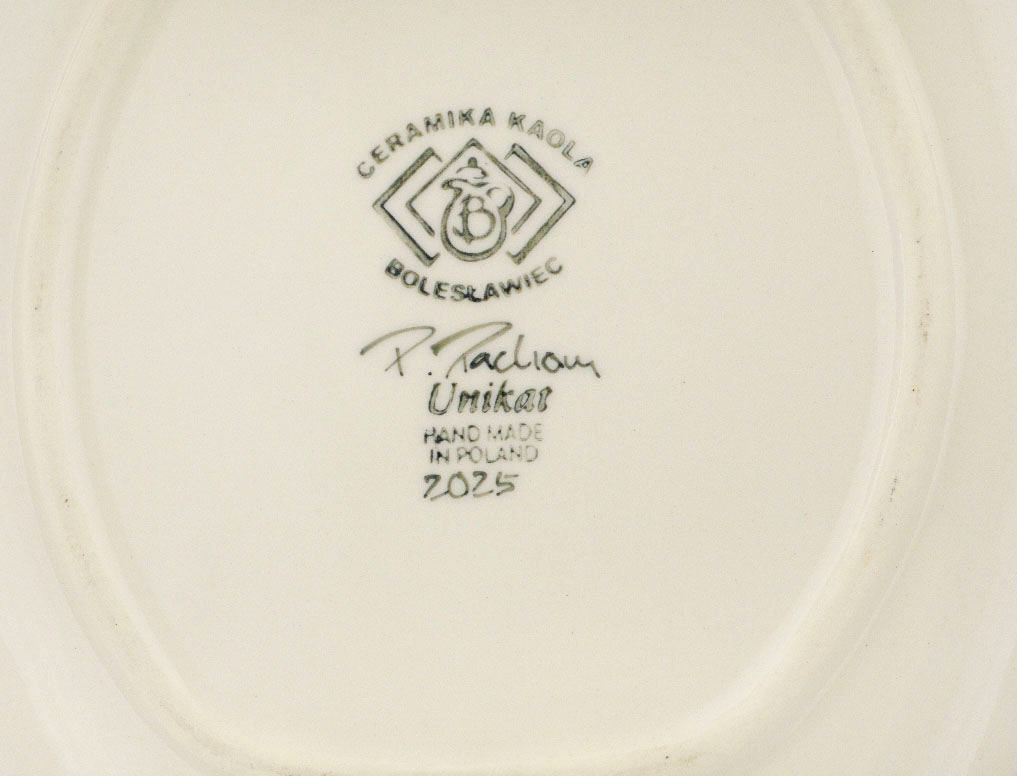 CERAMIKA KAOLA
B
BOLESŁAWIEC
P.
Unikat
HAND MADE
IN POLAND
2025